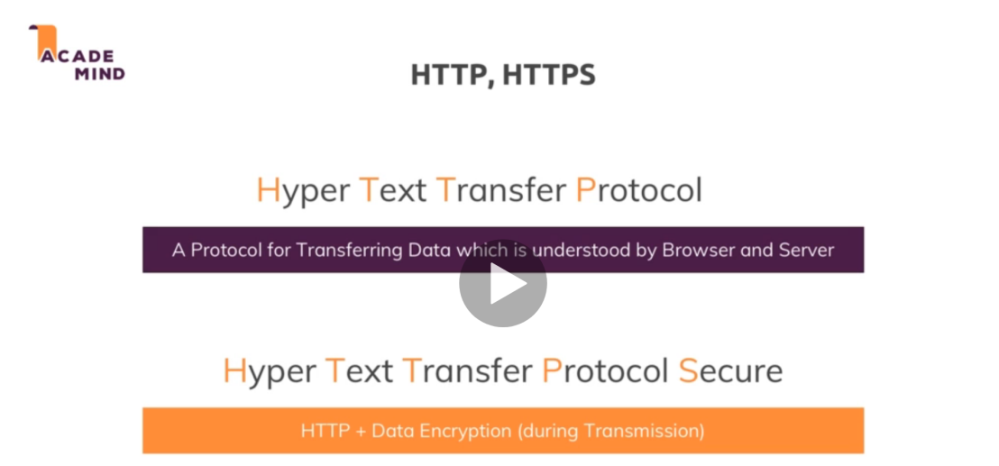 ACADE
MIND
HTTP, HTTPS
Hyper Text Transfer Protocol
A Protocol for Transferring Data which is understood by Browser and Server
Hyper Text Transfer Protocol Secure
HTTP + Data Encryption (during Transmission)